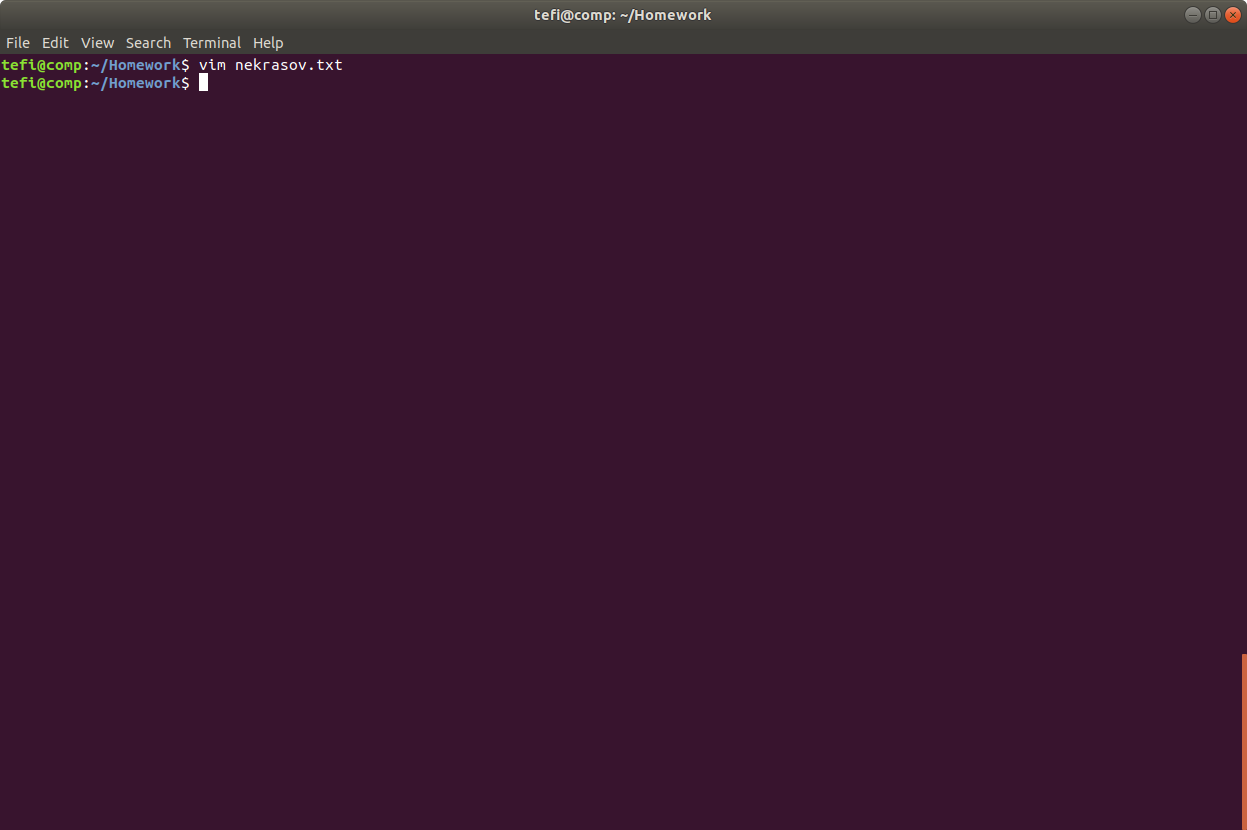 tefi@comp: ~/Homework
File Edit View Search Terminal Help
tefi@comp:~/Homework$ vim nekrasov.txt
tefi@comp:~/Homework$